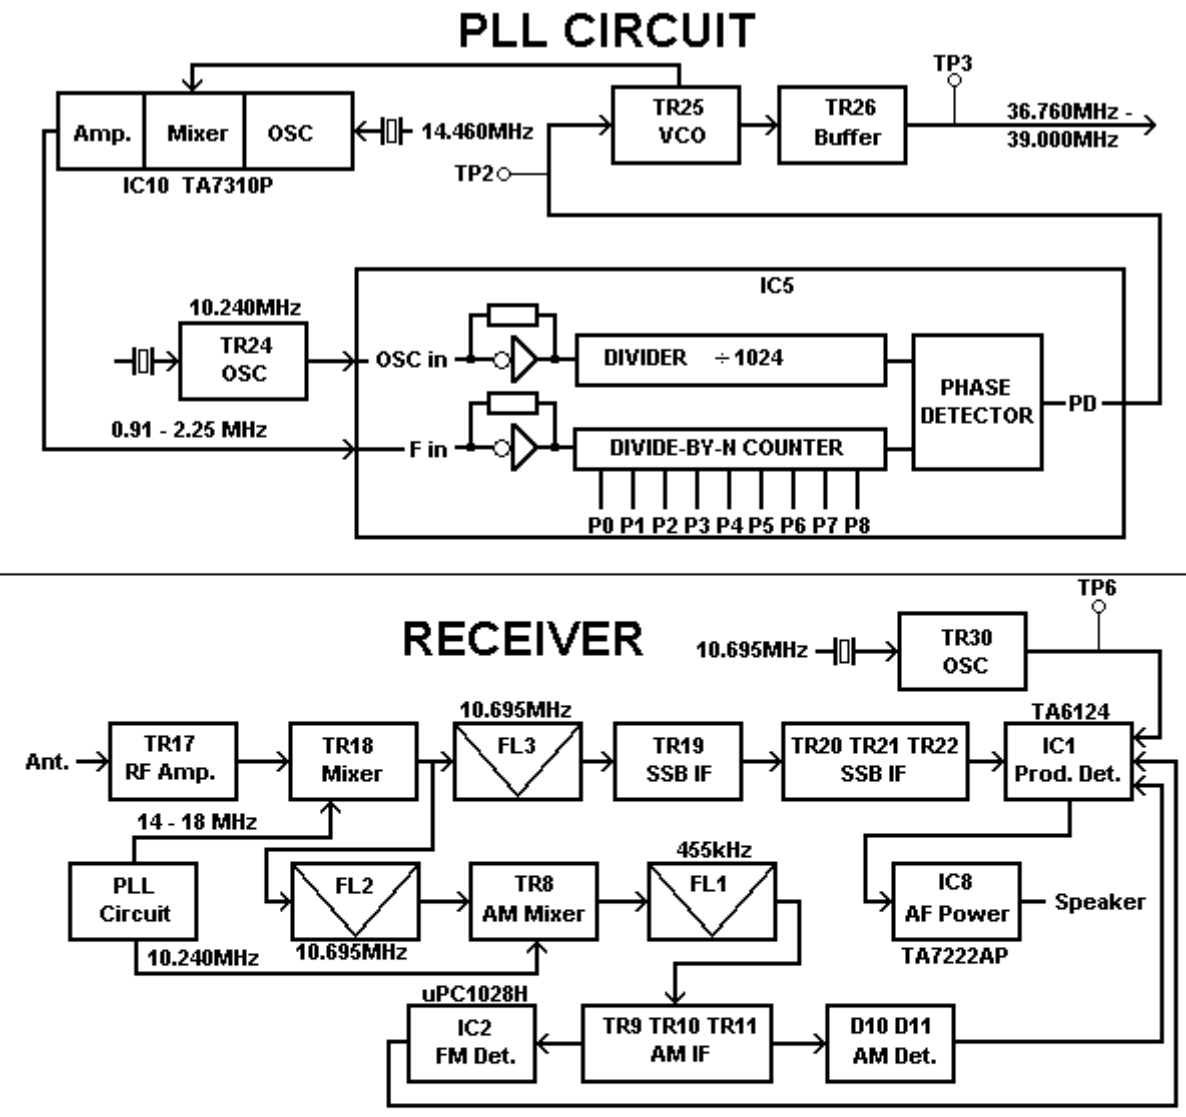 PLL CIRCUIT
TP3
Amp.
Mixer
OSC
14.460MHz
TR25
VCO
TR26
Buffer
36.760MHz -
39.000MHz
IC10 TA7310P
TP2
IC5
10.240MHz
TR24
OSC
OSC in
DIVIDER ÷1024
PHASE
DETECTOR
PD
0.91 - 2.25 MHz
F in
DIVIDE-BY-N COUNTER
P0 P1 P2 P3 P4 P5 P6 P7 P8
TP6
RECEIVER
10.695MHz
TR30
OSC
10.695MHz
TA6124
Ant.
TR17
RF Amp.
TR18
Mixer
FL3
TR19
SSB IF
TR20 TR21 TR22
SSB IF
IC1
Prod. Det.
14 - 18 MHz
455kHz
PLL
Circuit
FL2
TR8
AM Mixer
FL1
IC8
AF Power
Speaker
10.240MHz
10.695MHz
TA7222AP
uPC1028H
IC2
FM Det.
TR9 TR10 TR11
AM IF
D10 D11
AM Det.